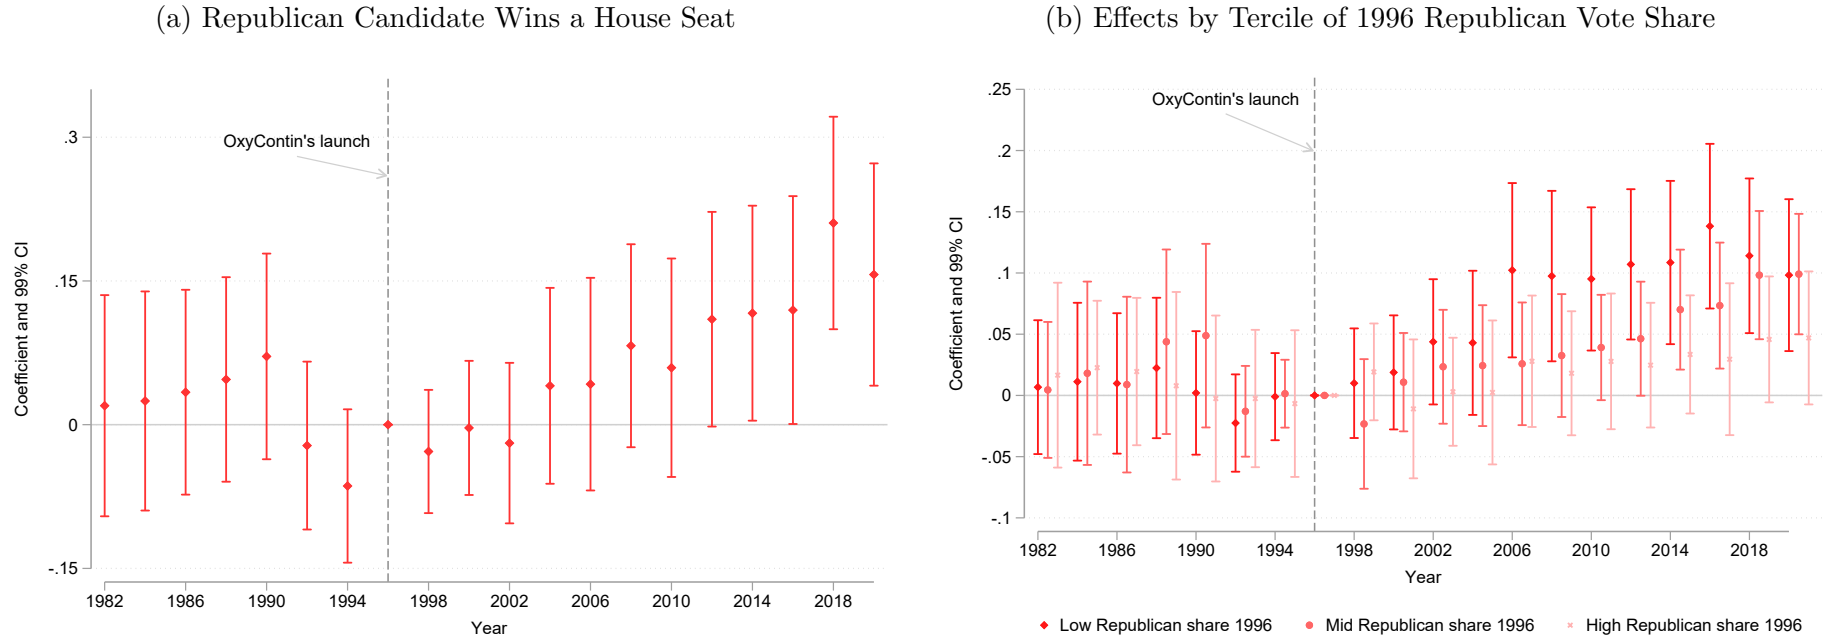 (a) Republican Candidate Wins a House Seat
OxyContin's launch
Coefficient and 99% CI
.3
.15
0
-.15
1982 1986 1990 1994 1998 2002 2006 2010 2014 2018
Year
(b) Effects by Tercile of 1996 Republican Vote Share
OxyContin's launch
Coefficient and 99% CI
.25
.2
.15
.1
.05
0
-.05
-.1
1982 1986 1990 1994 1998 2002 2006 2010 2014 2018
Year
Low Republican share 1996 Mid Republican share 1996 High Republican share 1996